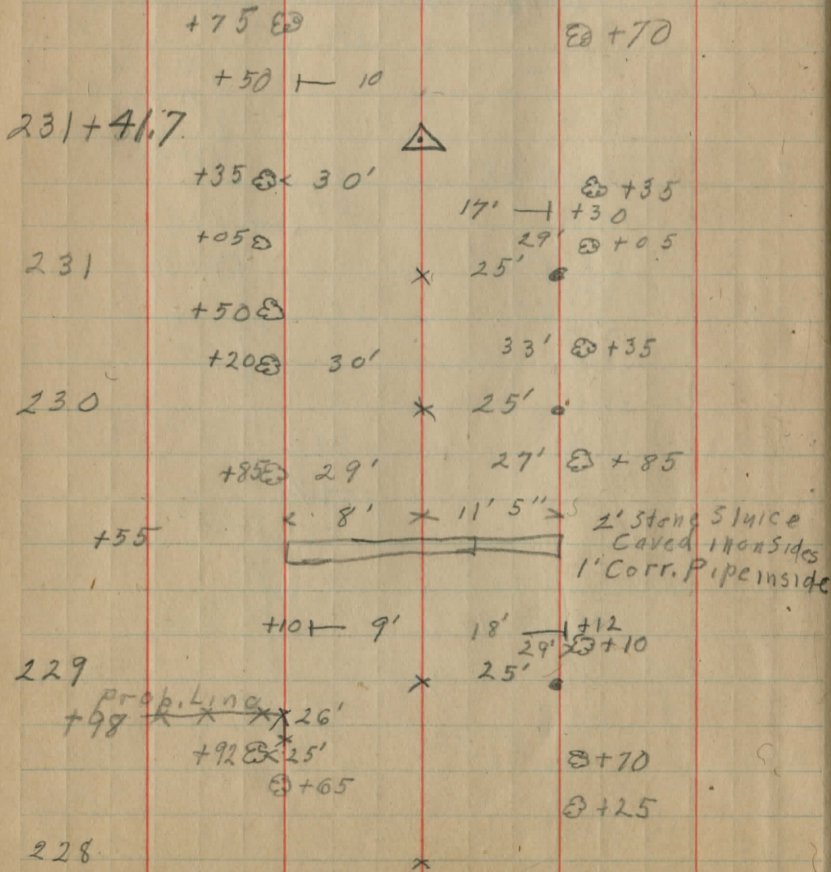 +75 +70
+50 10
231+41.7
+35 30' +35
17' +30
+05 29' +05
231 25'
+50
33' +35
+20 30'
230 25'
+85 29' 27' +85
8' 11' 5"
2' Stone Sluice
+55 Caved in on Sides
1' Corr. Pipe inside
+10 9' 18' +12
29' +10
229 25'
Prop. Line
+98 26'
+92 25' +70
+65
+25
228